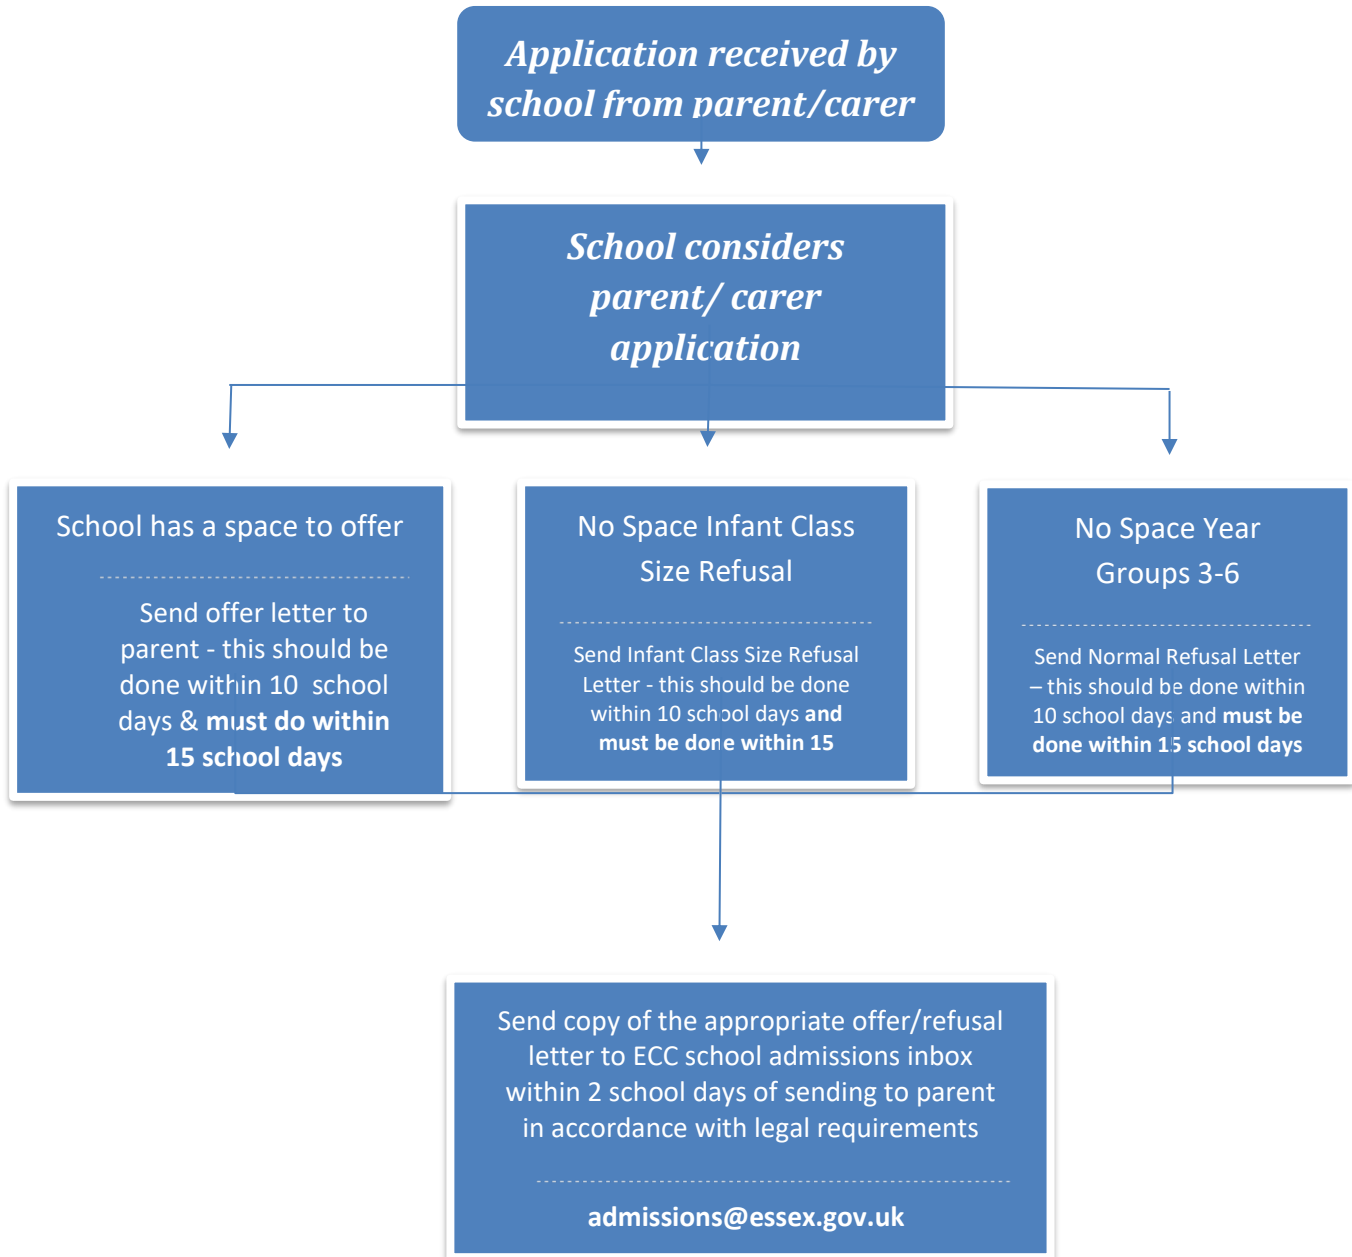 Application received by
school from parent/carer
School considers
parent/ carer
application
School has a space to offer
Send offer letter to
parent - this should be
done within 10 school
days & must do within
15 school days
No Space Infant Class
Size Refusal
Send Infant Class Size Refusal
Letter - this should be done
within 10 school days and
must be done within 15
No Space Year
Groups 3-6
Send Normal Refusal Letter
– this should be done within
10 school days and must be
done within 15 school days
Send copy of the appropriate offer/refusal
letter to ECC school admissions inbox
within 2 school days of sending to parent
in accordance with legal requirements
admissions@essex.gov.uk